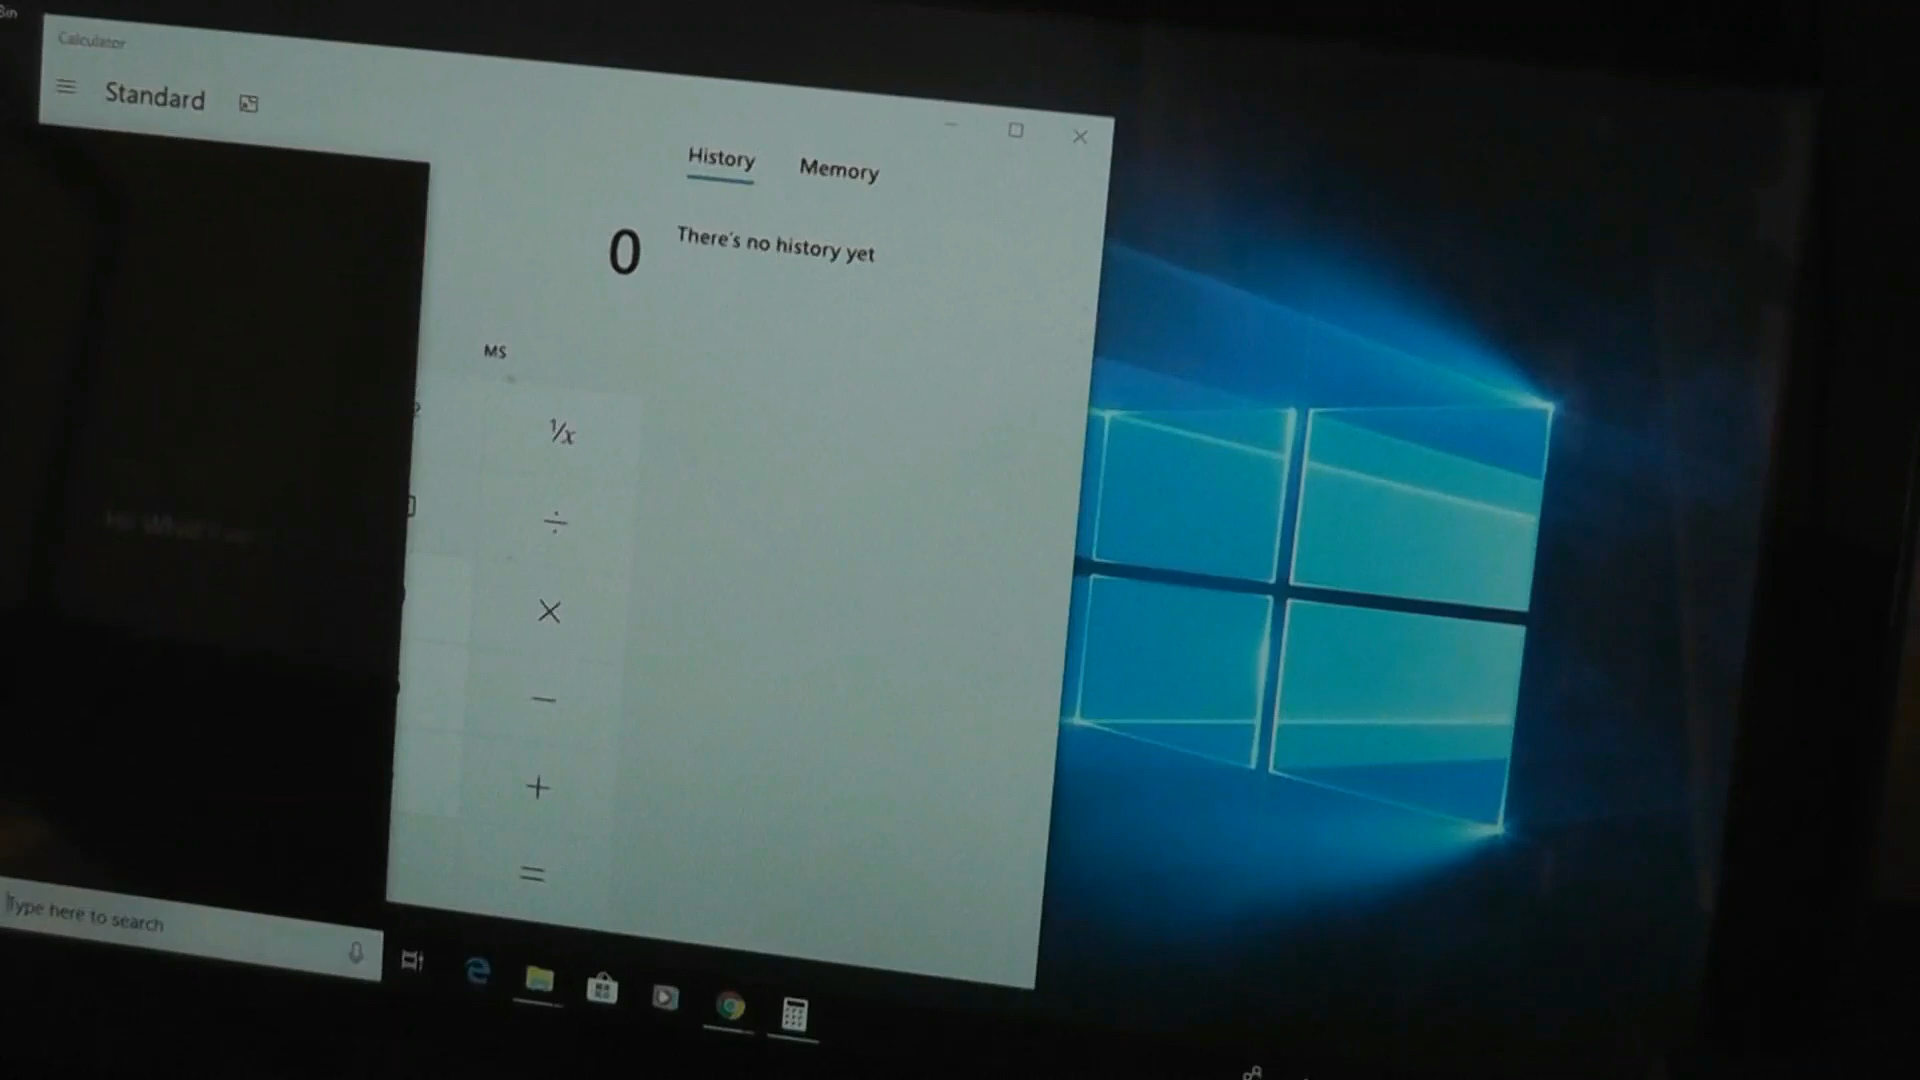 Calculator
Standard
History Memory
0
There's no history yet
MS
¹/x
÷
×
−
+
=
Type here to search